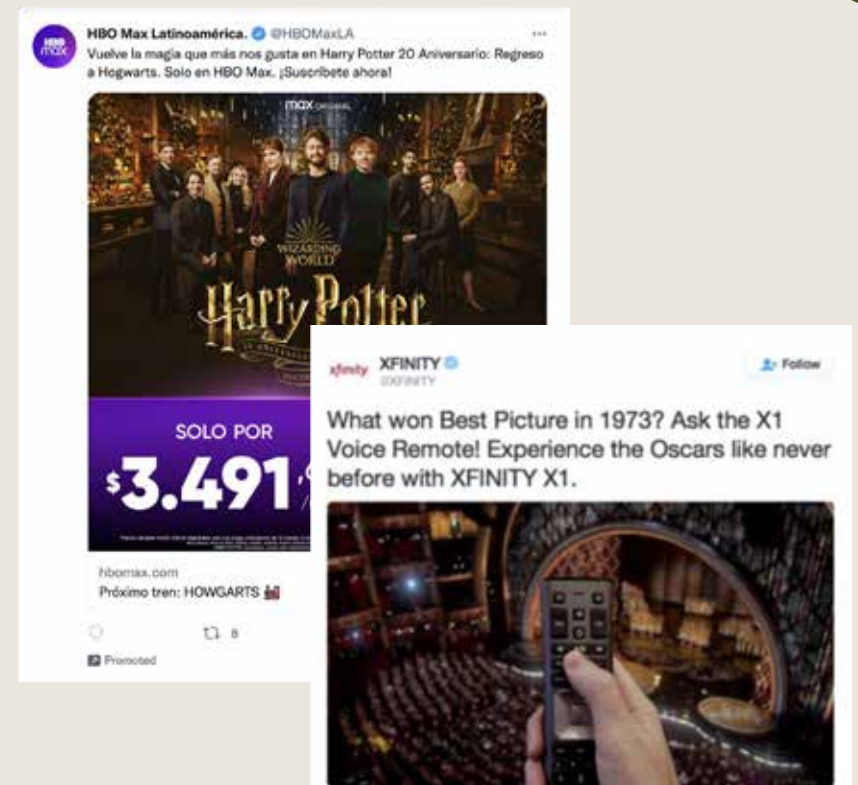 HBO Max Latinoamérica. @HBOMaxLA
Vuelve la magia que más nos gusta en Harry Potter 20 Aniversario: Regreso
a Hogwarts. Solo en HBO Max. ¡Suscríbete ahora!
HBO
max
max ORIGINAL
WIZARDING
WORLD
Harry Potter
SOLO POR
$3.491
hbomax.com
Próximo tren: HOWGARTS
8
Promoted
xfinity XFINITY
@XFINITY
Follow
What won Best Picture in 1973? Ask the X1
Voice Remote! Experience the Oscars like never
before with XFINITY X1.